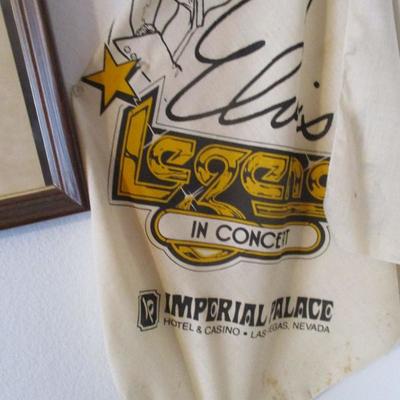 Elvis
LEGENDS
IN CONCERT
IMPERIAL PALACE
HOTEL & CASINO • LAS VEGAS, NEVADA